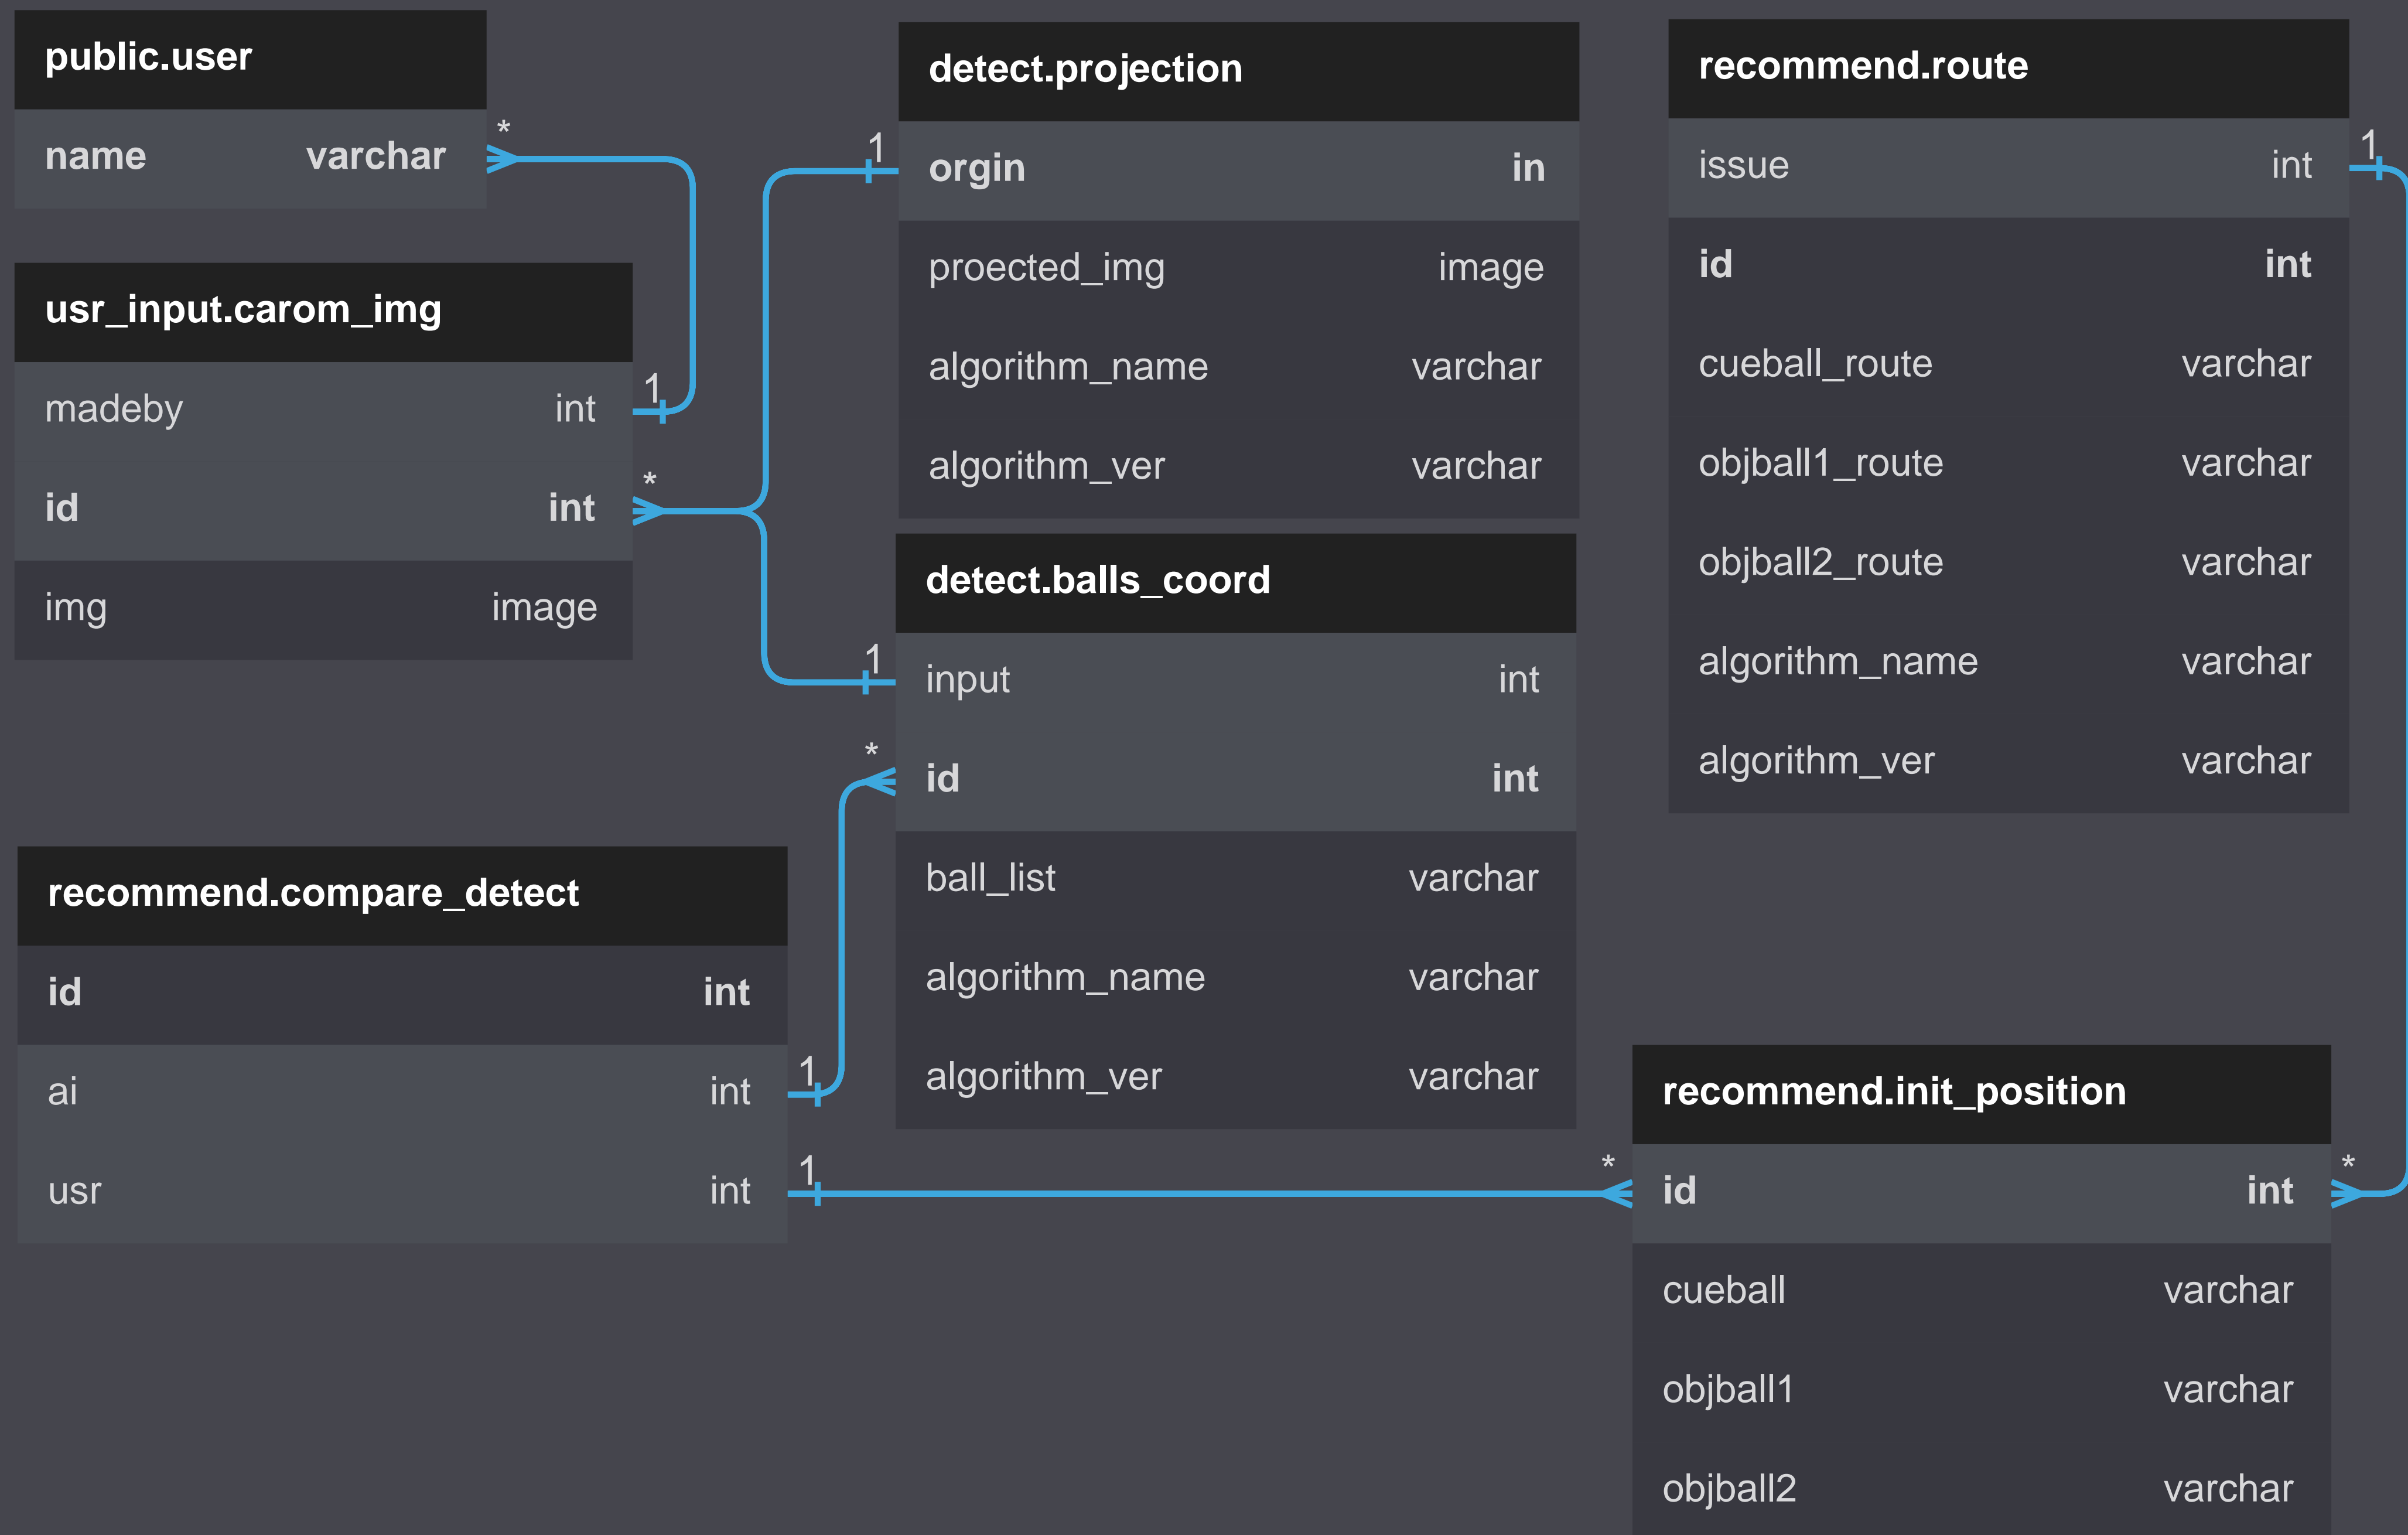 public.user
name varchar
*
usr_input.carom_img
madeby int
1
id int
*
img image
detect.projection
1
orgin in
proected_img image
algorithm_name varchar
algorithm_ver varchar
detect.balls_coord
1
input int
*
id int
ball_list varchar
algorithm_name varchar
algorithm_ver varchar
recommend.route
issue int
1
id int
cueball_route varchar
objball1_route varchar
objball2_route varchar
algorithm_name varchar
algorithm_ver varchar
recommend.compare_detect
id int
ai int
1
usr int
1
recommend.init_position
*
id int
*
cueball varchar
objball1 varchar
objball2 varchar